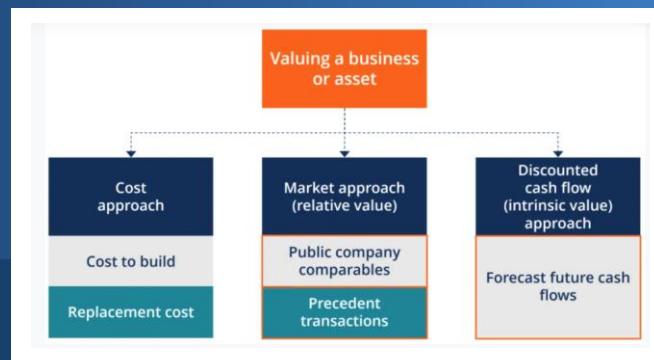 Valuing a business
or asset
Cost
approach
Cost to build
Replacement cost
Market approach
(relative value)
Public company
comparables
Precedent
transactions
Discounted
cash flow
(intrinsic value)
approach
Forecast future cash
flows